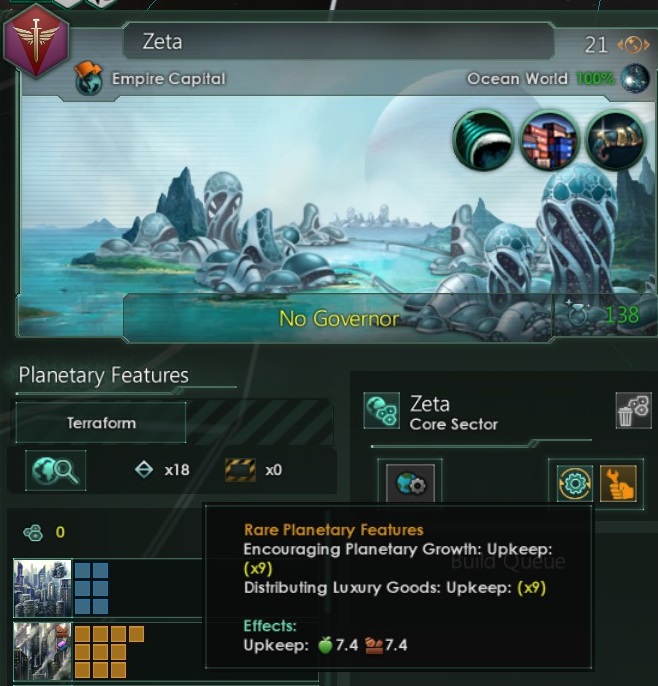 Zeta
21
Empire Capital
Ocean World 100%
No Governor
138
Planetary Features
Terraform
Zeta
Core Sector
x18
x0
0
Build Queue
Rare Planetary Features
Encouraging Planetary Growth: Upkeep:
(x9)
Distributing Luxury Goods: Upkeep: (x9)
Effects:
Upkeep: 7.4 7.4